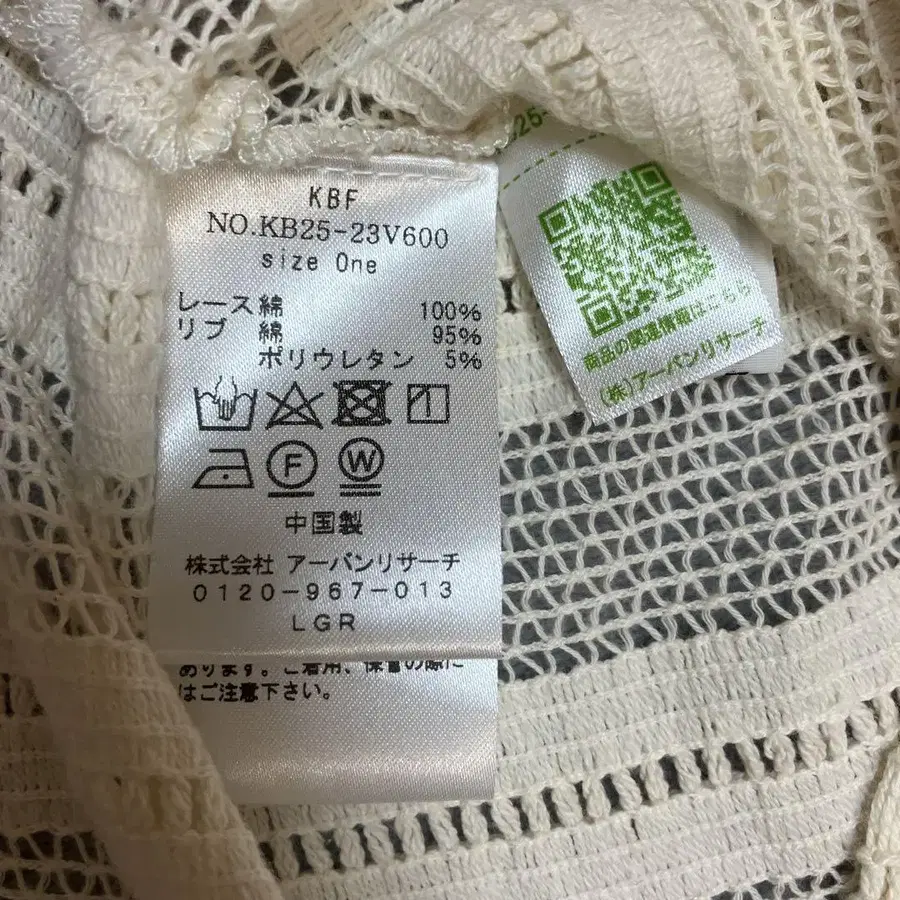 KBF
NO.KB25-23V600
size One
レース 綿 100%
リブ 綿 95%
ポリウレタン 5%
F W
中国製
株式会社 アーバンリサーチ
0120-967-013
LGR
あります。ご着用、保管の際に
はご注意下さい。
商品の関連情報はこちら
(株)アーバンリサーチ